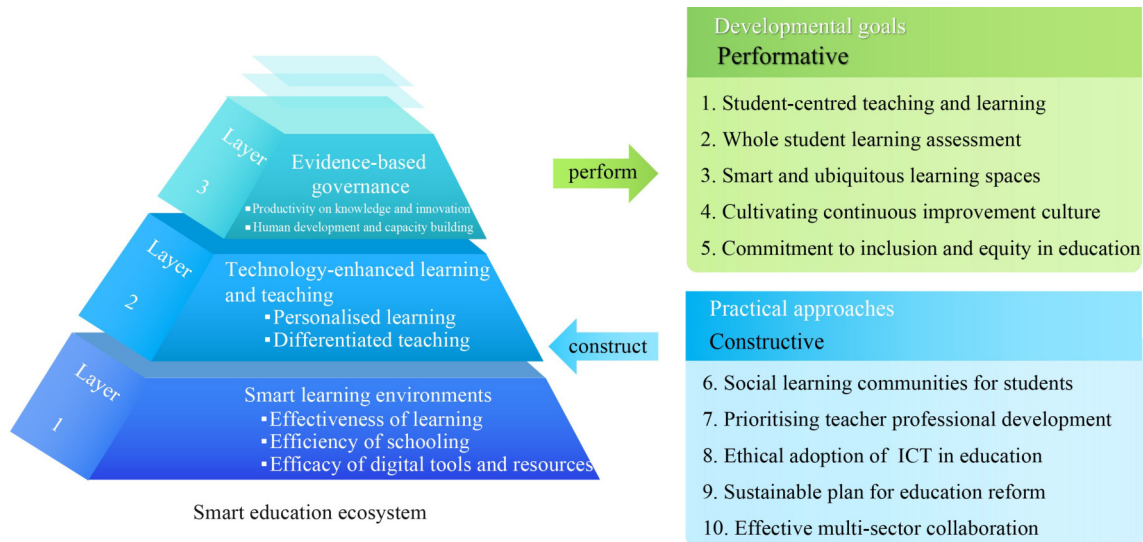 Layer
3
Evidence-based
governance
▪Productivity on knowledge and innovation
▪Human development and capacity building
Layer
2
Technology-enhanced learning
and teaching
▪Personalised learning
▪Differentiated teaching
Layer
1
Smart learning environments
▪Effectiveness of learning
▪Efficiency of schooling
▪Efficacy of digital tools and resources
Smart education ecosystem
perform
construct
Developmental goals
Performative
1. Student-centred teaching and learning
2. Whole student learning assessment
3. Smart and ubiquitous learning spaces
4. Cultivating continuous improvement culture
5. Commitment to inclusion and equity in education
Practical approaches
Constructive
6. Social learning communities for students
7. Prioritising teacher professional development
8. Ethical adoption of ICT in education
9. Sustainable plan for education reform
10. Effective multi-sector collaboration